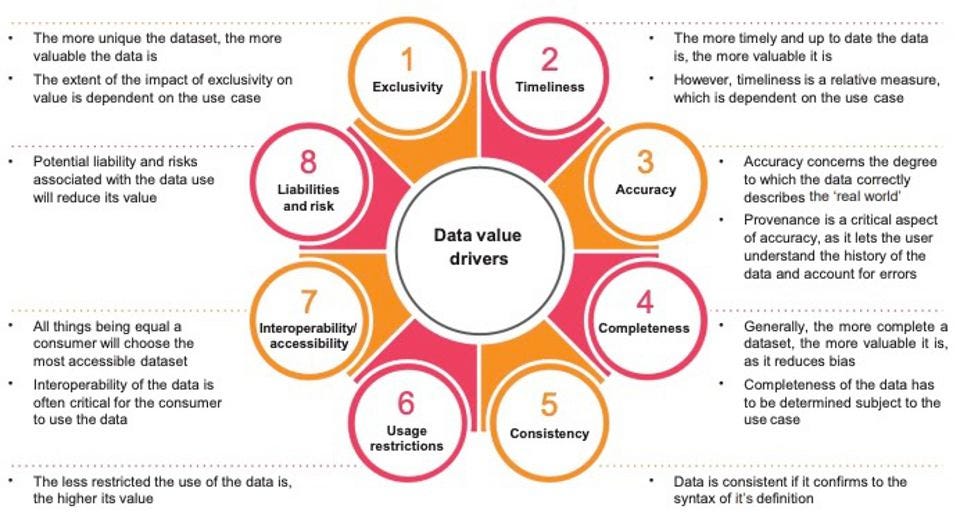 • The more unique the dataset, the more
valuable the data is
• The extent of the impact of exclusivity on
value is dependent on the use case
1
Exclusivity
2
Timeliness
• The more timely and up to date the data
is, the more valuable it is
• However, timeliness is a relative measure,
which is dependent on the use case
• Potential liability and risks
associated with the data use
will reduce its value
8
Liabilities
and risk
3
Accuracy
• Accuracy concerns the degree
to which the data correctly
describes the ‘real world’
• Provenance is a critical aspect
of accuracy, as it lets the user
understand the history of the
data and account for errors
Data value
drivers
• All things being equal a
consumer will choose the
most accessible dataset
• Interoperability of the data is
often critical for the consumer
to use the data
7
Interoperability/
accessibility
4
Completeness
• Generally, the more complete a
dataset, the more valuable it is,
as it reduces bias
• Completeness of the data has
to be determined subject to the
use case
6
Usage
restrictions
5
Consistency
• The less restricted the use of the data is,
the higher its value
• Data is consistent if it confirms to the
syntax of it’s definition